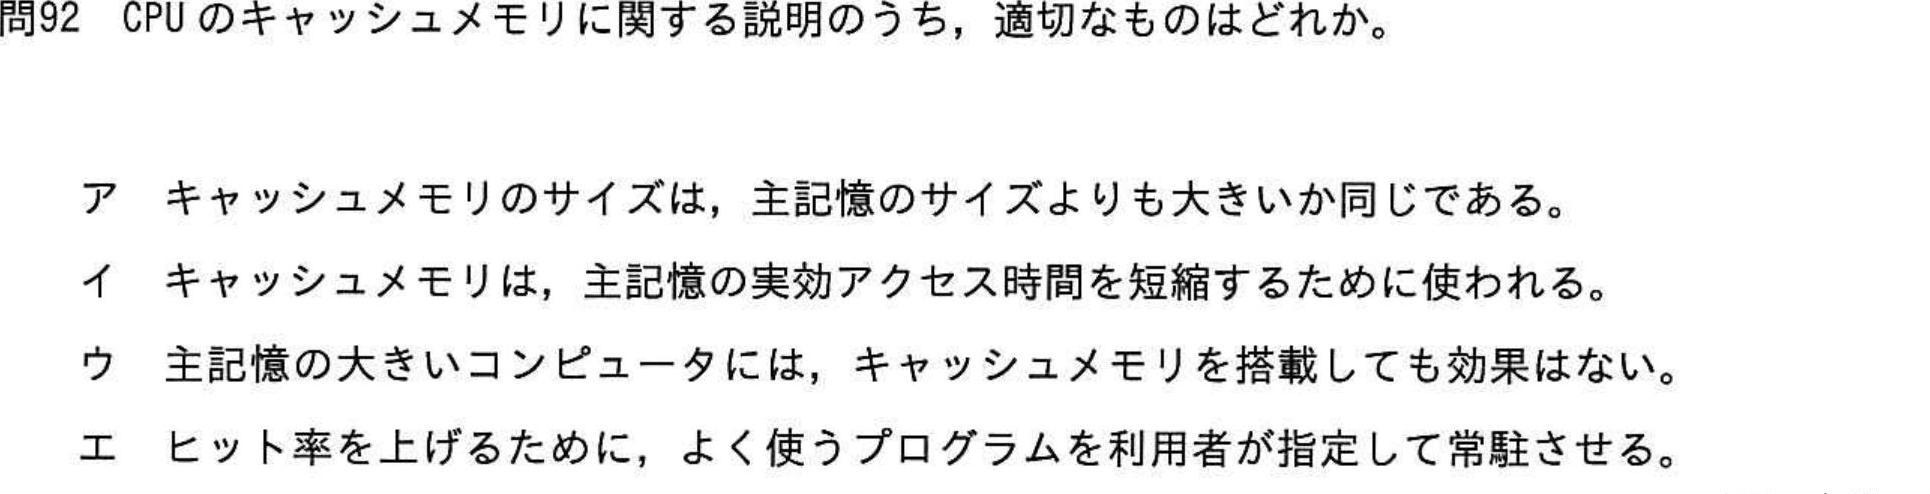 問92 CPUのキャッシュメモリに関する説明のうち，適切なものはどれか。
ア キャッシュメモリのサイズは，主記憶のサイズよりも大きいか同じである。
イ キャッシュメモリは，主記憶の実効アクセス時間を短縮するために使われる。
ウ 主記憶の大きいコンピュータには，キャッシュメモリを搭載しても効果はない。
エ ヒット率を上げるために，よく使うプログラムを利用者が指定して常駐させる。